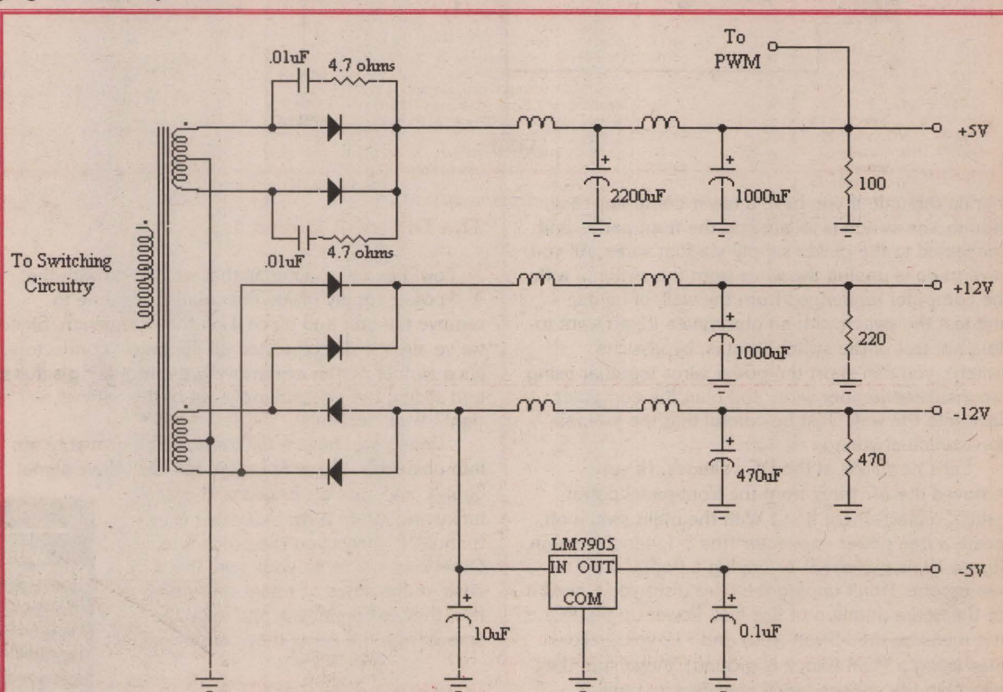 To
PWM
.01uF
4.7 ohms
+5V
+
2200uF
+
1000uF
100
.01uF
4.7 ohms
To Switching
Circuitry
+12V
+
1000uF
220
-12V
+
470uF
470
LM7905
IN OUT
COM
-5V
+
10uF
+
0.1uF